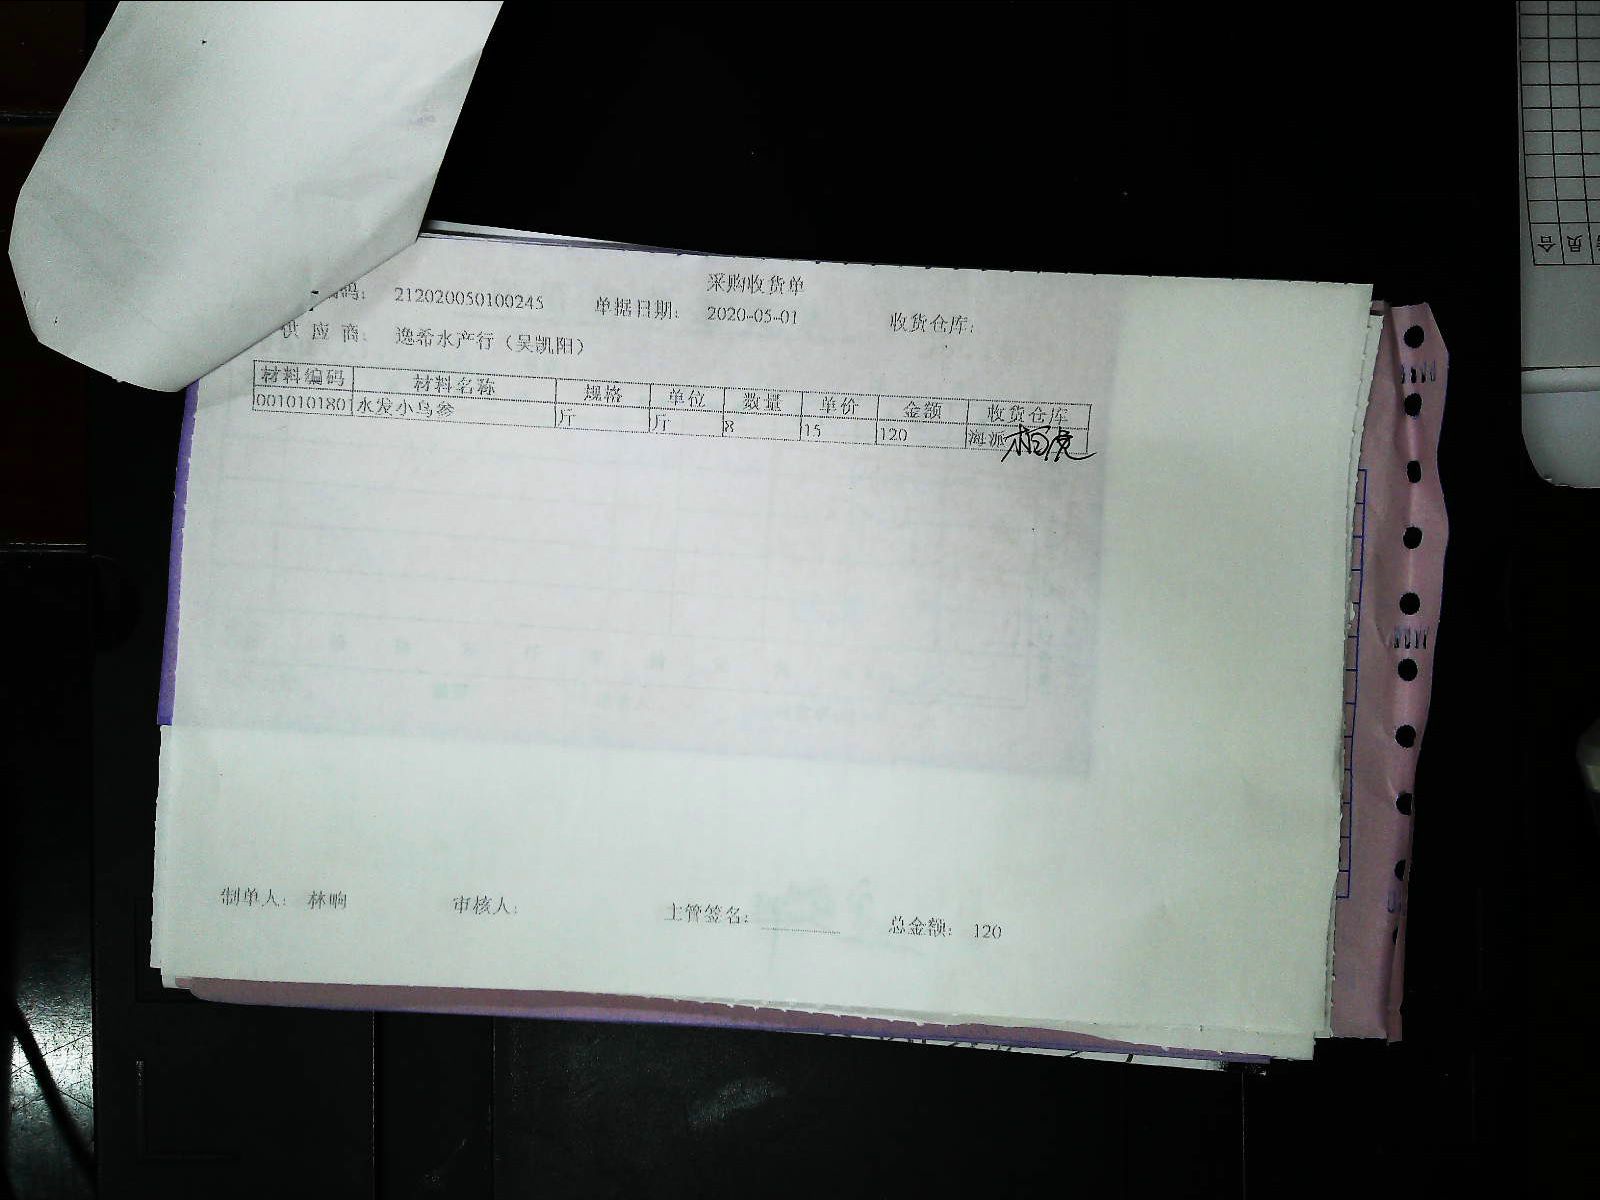 采购收货单
编码： 212020050100245 单据日期： 2020-05-01 收货仓库：
供 应 商： 逸希水产行（吴凯阳）
材料编码 材料名称 规格 单位 数量 单价 金额 收货仓库
001010180 水发小乌参 斤 斤 8 15 120 海派
制单人： 林晌 审核人： 主管签名： 总金额： 120